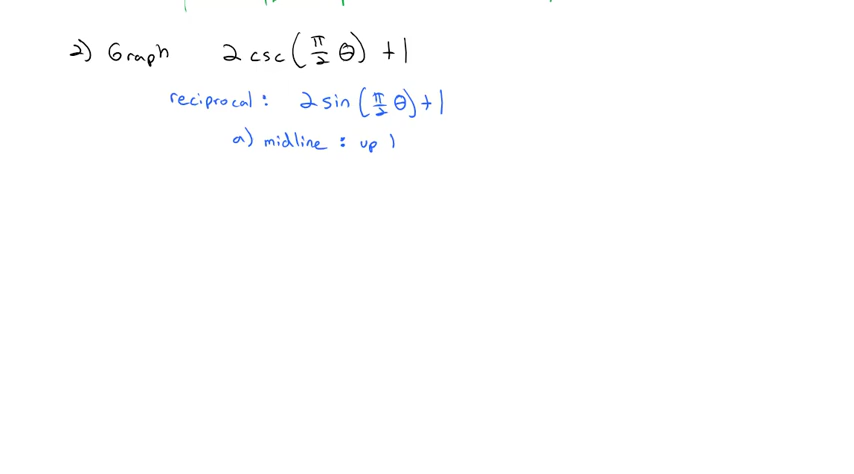 2) Graph 2 csc (π/2 θ) + 1
reciprocal : 2 sin (π/2 θ) + 1
a) midline : up 1